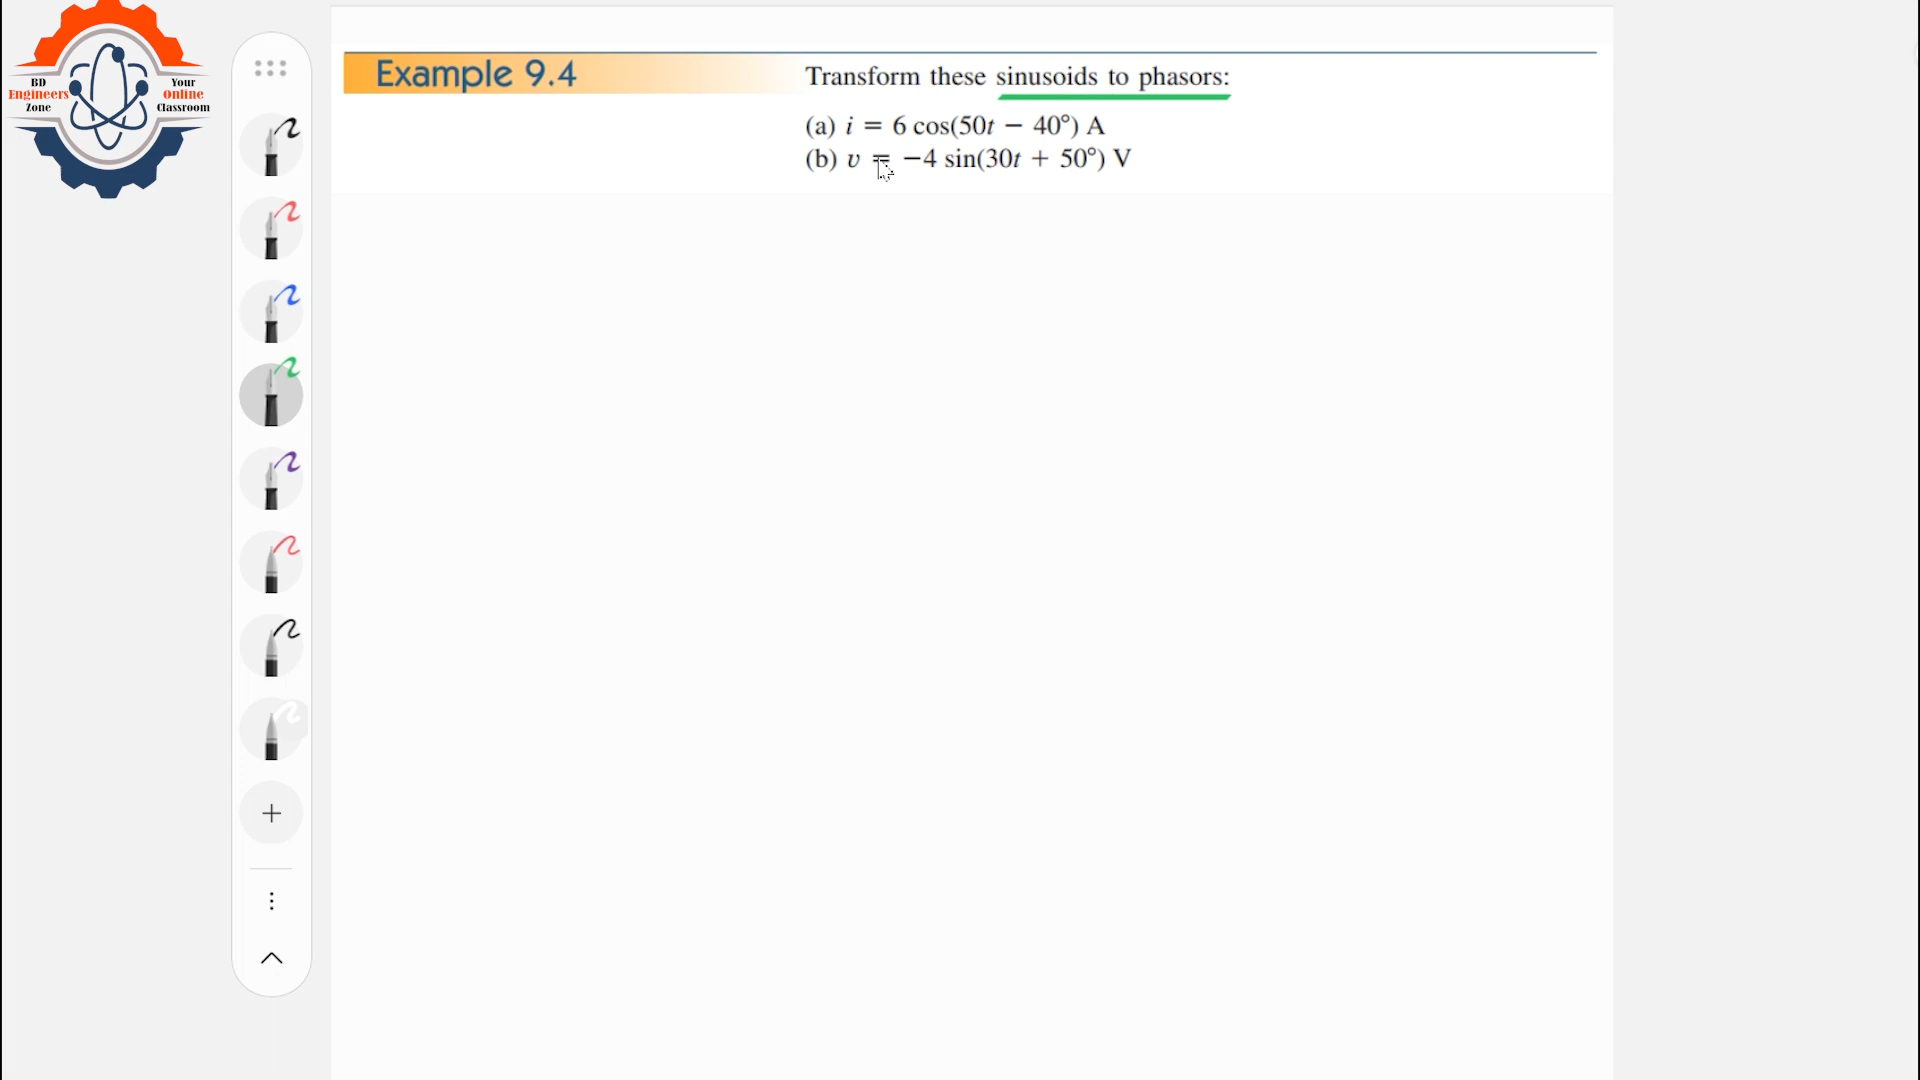 BD
Engineers
Zone
Your
Online
Classroom
Example 9.4
Transform these sinusoids to phasors:
(a) i = 6 cos(50t − 40°) A
(b) v = −4 sin(30t + 50°) V